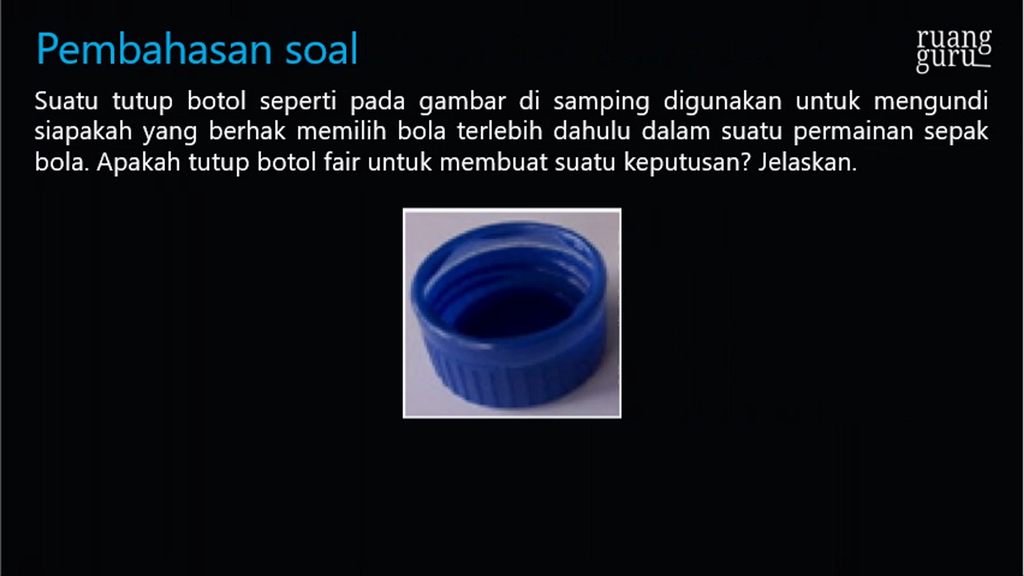 Pembahasan soal
ruang
guru
Suatu tutup botol seperti pada gambar di samping digunakan untuk mengundi
siapakah yang berhak memilih bola terlebih dahulu dalam suatu permainan sepak
bola. Apakah tutup botol fair untuk membuat suatu keputusan? Jelaskan.